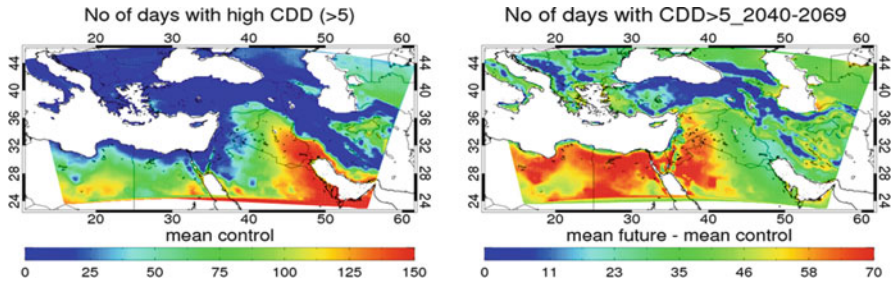 No of days with high CDD (>5)
20 30 40 50 60
44 40 36 32 28 24
44 40 36 32 28 24
20 30 40 50 60
mean control
0 25 50 75 100 125 150
No of days with CDD>5_2040-2069
20 30 40 50 60
44 40 36 32 28 24
44 40 36 32 28 24
20 30 40 50 60
mean future - mean control
0 11 23 35 46 58 70